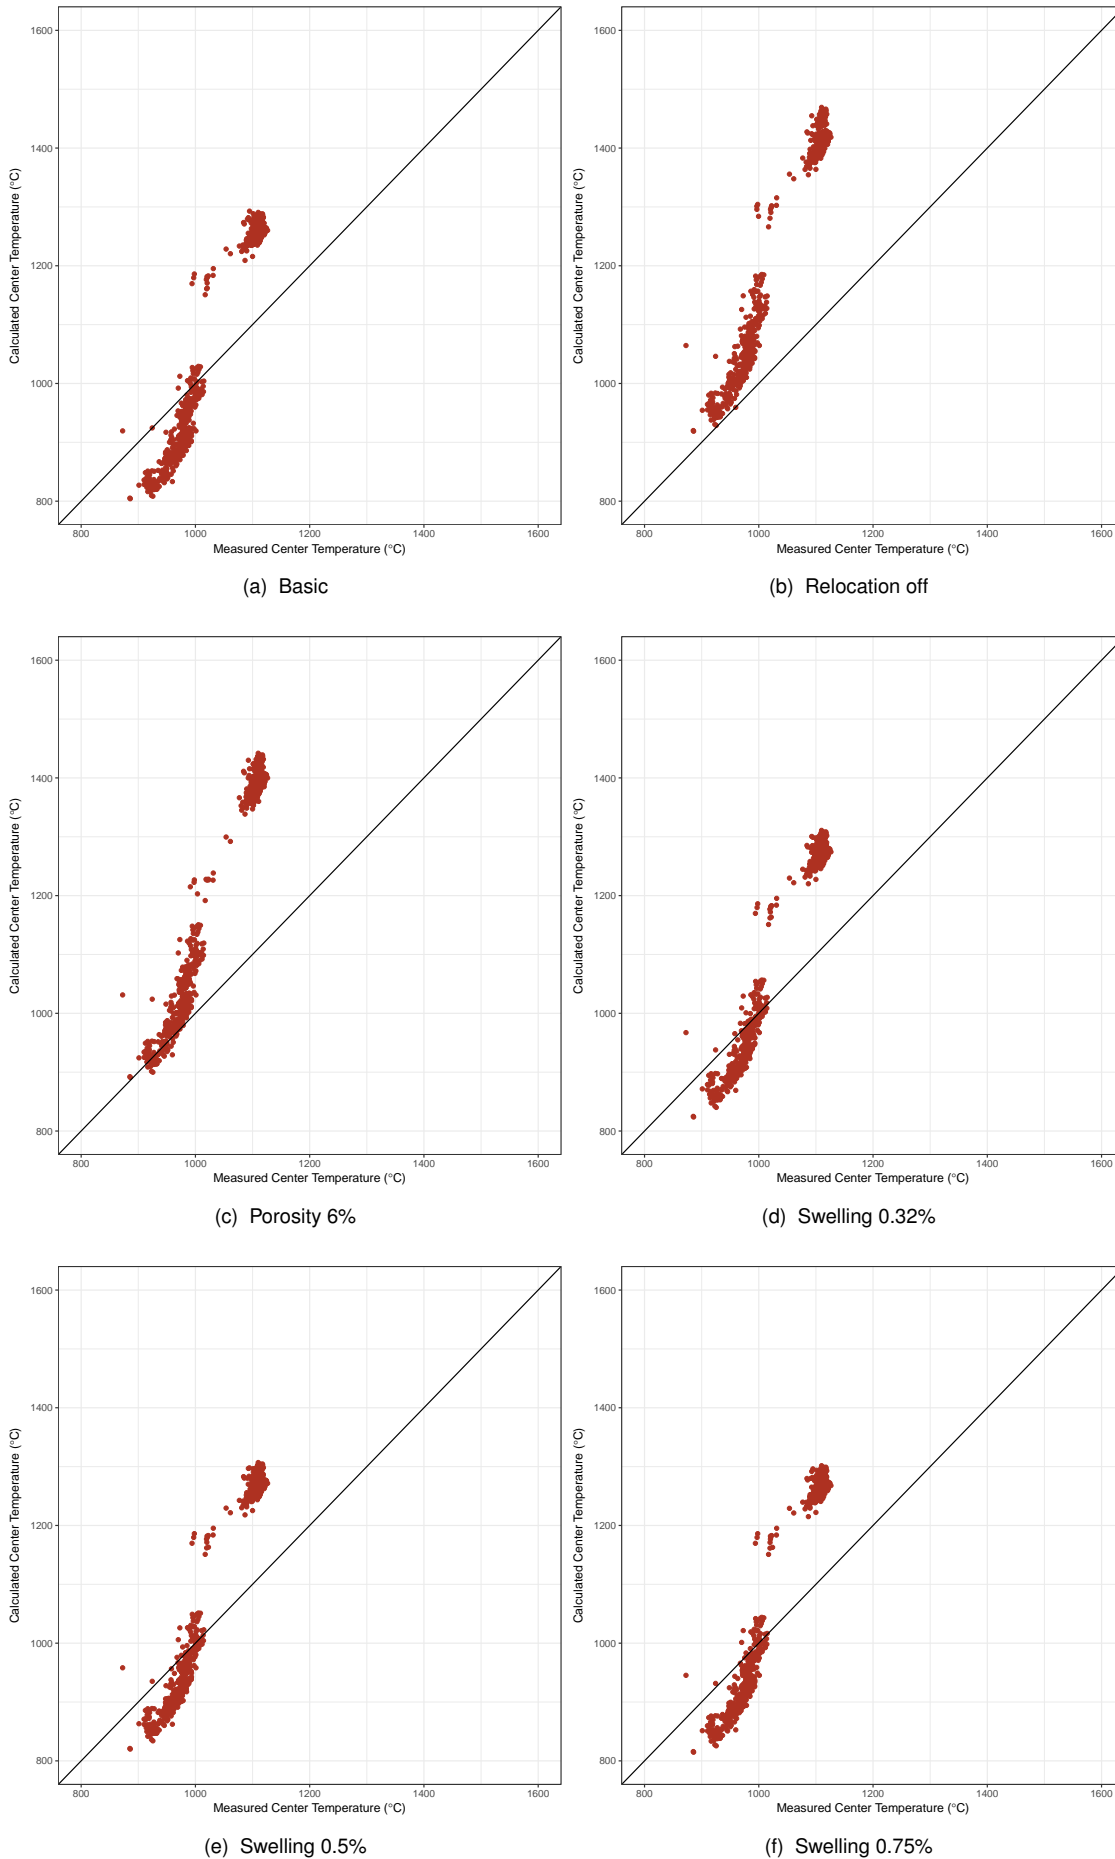 1600
1400
1200
1000
800
Calculated Center Temperature (°C)
800 1000 1200 1400 1600
Measured Center Temperature (°C)
(a) Basic
1600
1400
1200
1000
800
Calculated Center Temperature (°C)
800 1000 1200 1400 1600
Measured Center Temperature (°C)
(b) Relocation off
1600
1400
1200
1000
800
Calculated Center Temperature (°C)
800 1000 1200 1400 1600
Measured Center Temperature (°C)
(c) Porosity 6%
1600
1400
1200
1000
800
Calculated Center Temperature (°C)
800 1000 1200 1400 1600
Measured Center Temperature (°C)
(d) Swelling 0.32%
1600
1400
1200
1000
800
Calculated Center Temperature (°C)
800 1000 1200 1400 1600
Measured Center Temperature (°C)
(e) Swelling 0.5%
1600
1400
1200
1000
800
Calculated Center Temperature (°C)
800 1000 1200 1400 1600
Measured Center Temperature (°C)
(f) Swelling 0.75%